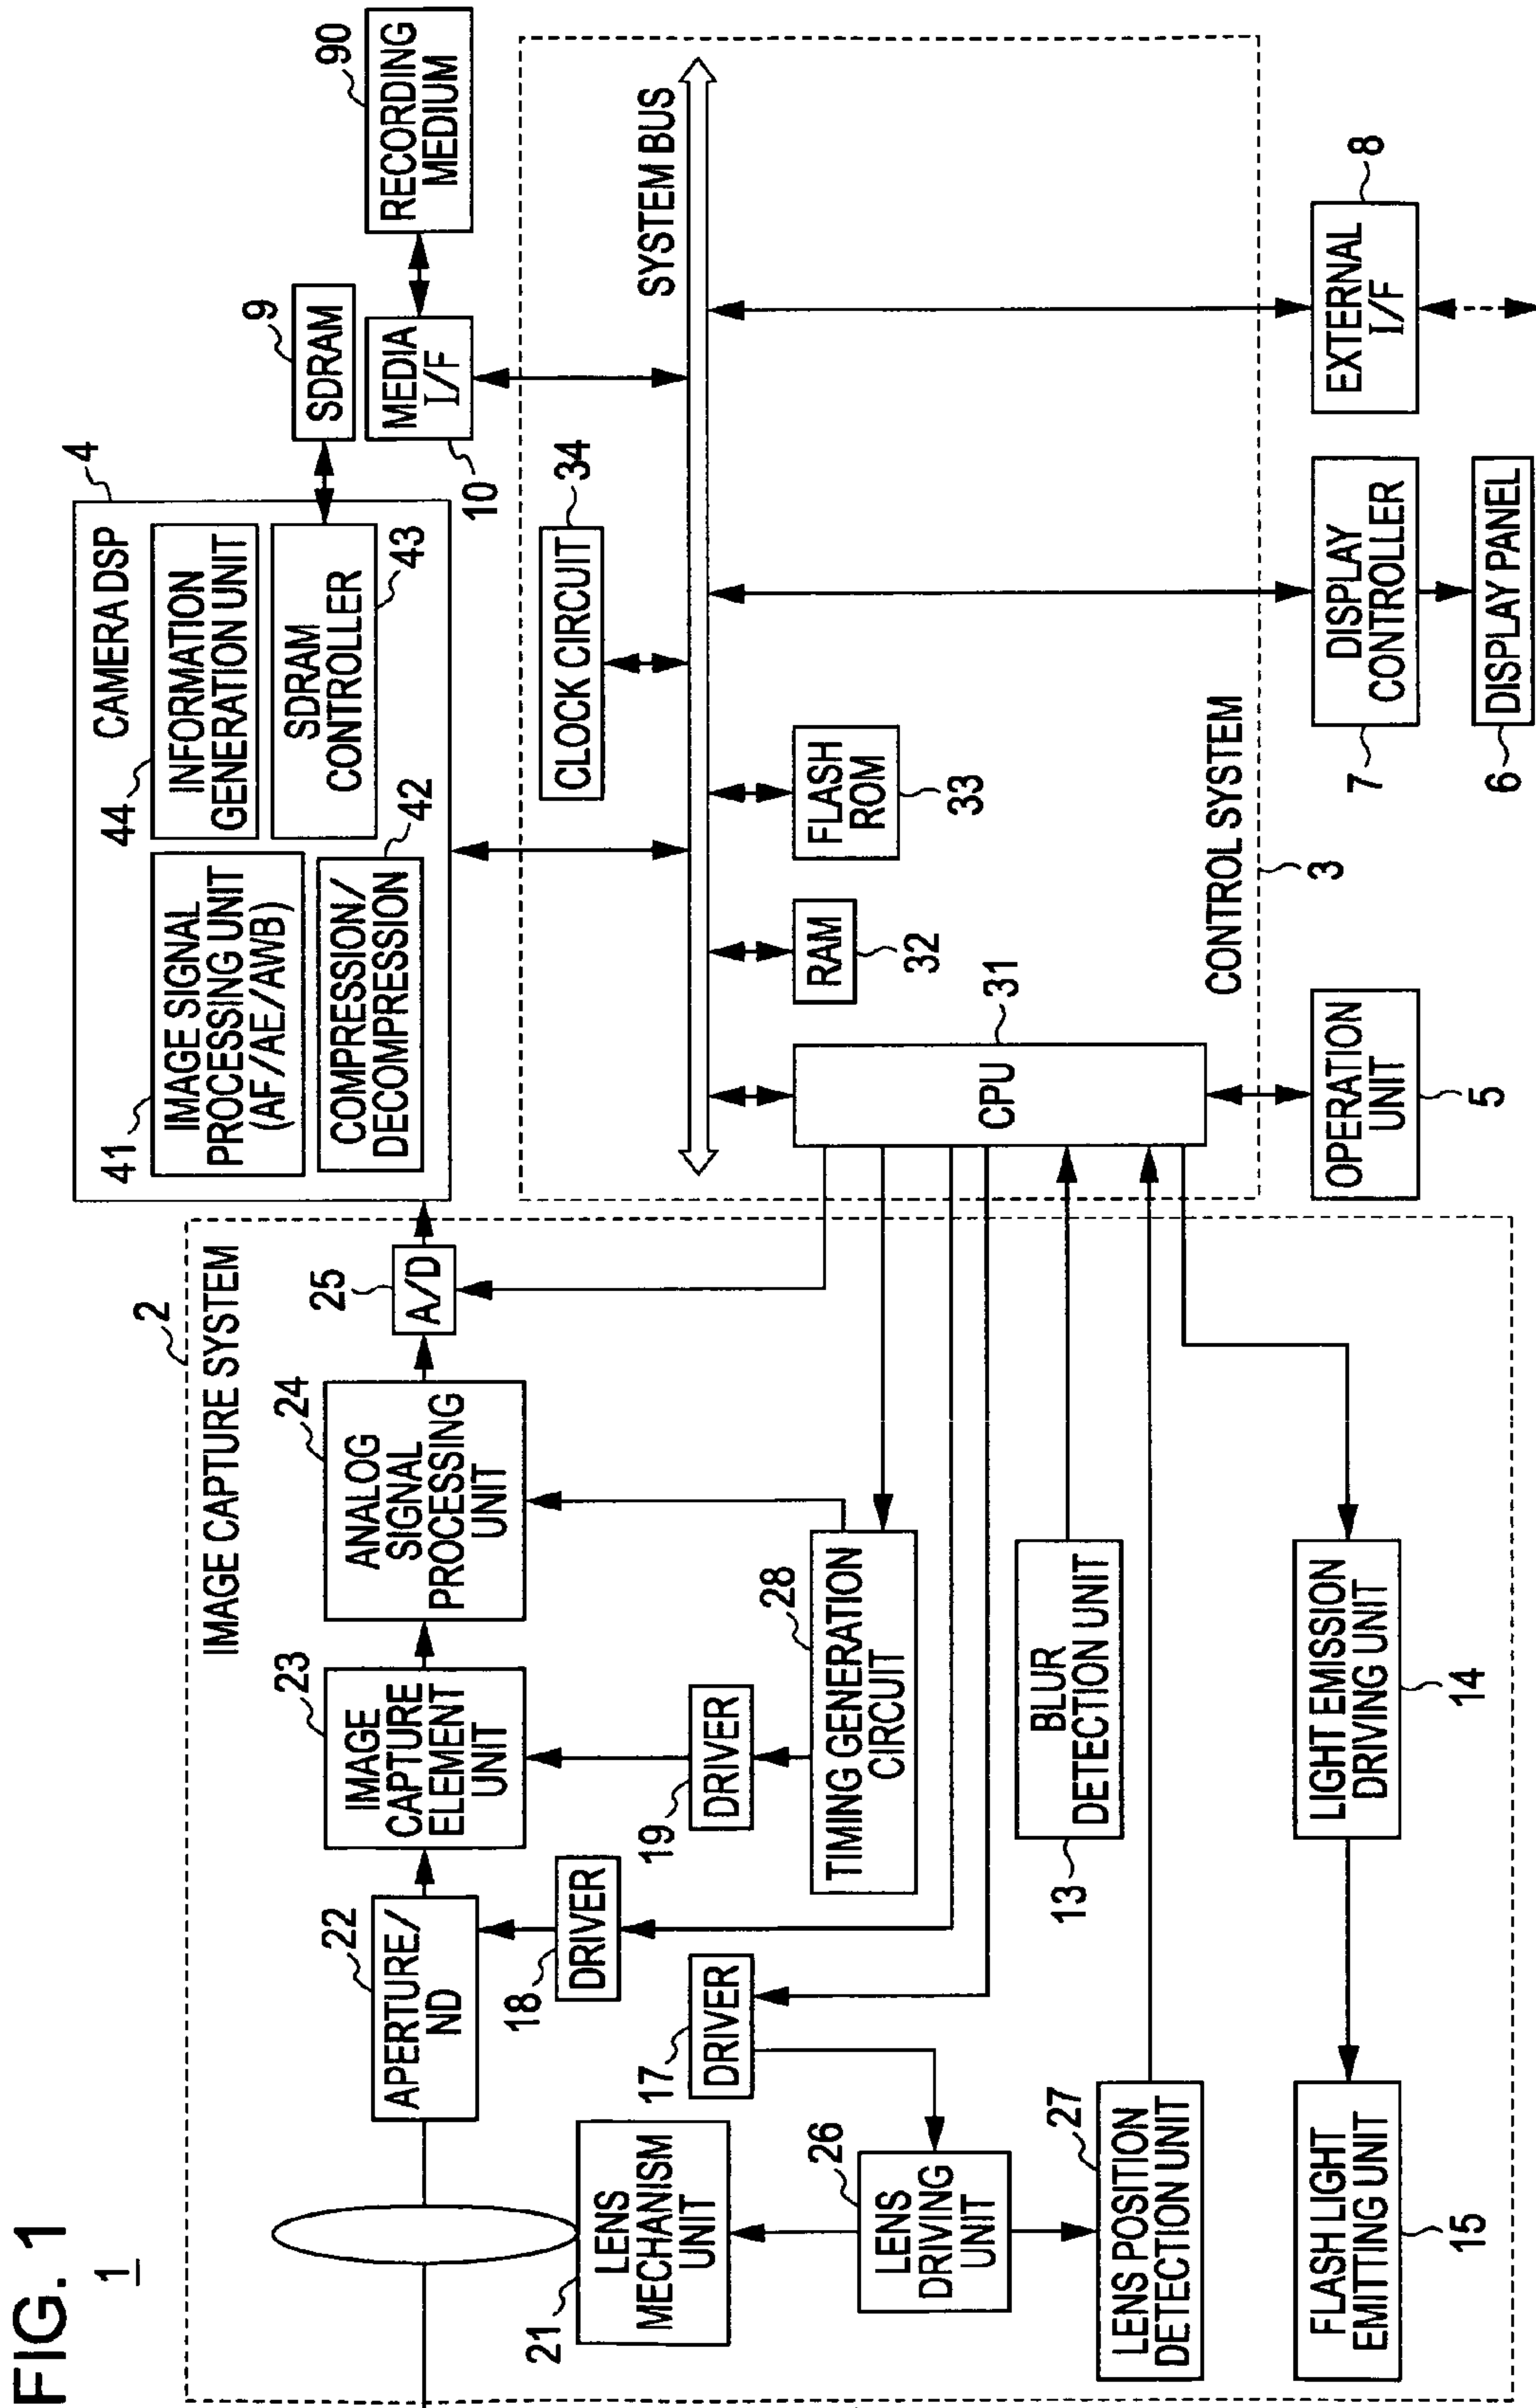 FIG. 1
1
2
IMAGE CAPTURE SYSTEM
21
LENS
MECHANISM
UNIT
22
APERTURE/
ND
23
IMAGE
CAPTURE
ELEMENT
UNIT
24
ANALOG
SIGNAL
PROCESSING
UNIT
25
A/D
17
DRIVER
18
DRIVER
19
DRIVER
26
LENS
DRIVING
UNIT
28
TIMING GENERATION
CIRCUIT
27
LENS POSITION
DETECTION UNIT
13
BLUR
DETECTION UNIT
FLASH LIGHT
EMITTING UNIT
15
LIGHT EMISSION
DRIVING UNIT
14
4
CAMERA DSP
41
IMAGE SIGNAL
PROCESSING UNIT
(AF/AE/AWB)
44
INFORMATION
GENERATION UNIT
COMPRESSION/
DECOMPRESSION
42
SDRAM
CONTROLLER
43
9
SDRAM
MEDIA
I/F
10
90
RECORDING
MEDIUM
34
CLOCK CIRCUIT
SYSTEM BUS
31
CPU
RAM
32
FLASH
ROM
33
CONTROL SYSTEM
3
OPERATION
UNIT
5
DISPLAY
CONTROLLER
7
DISPLAY PANEL
6
EXTERNAL
I/F
8